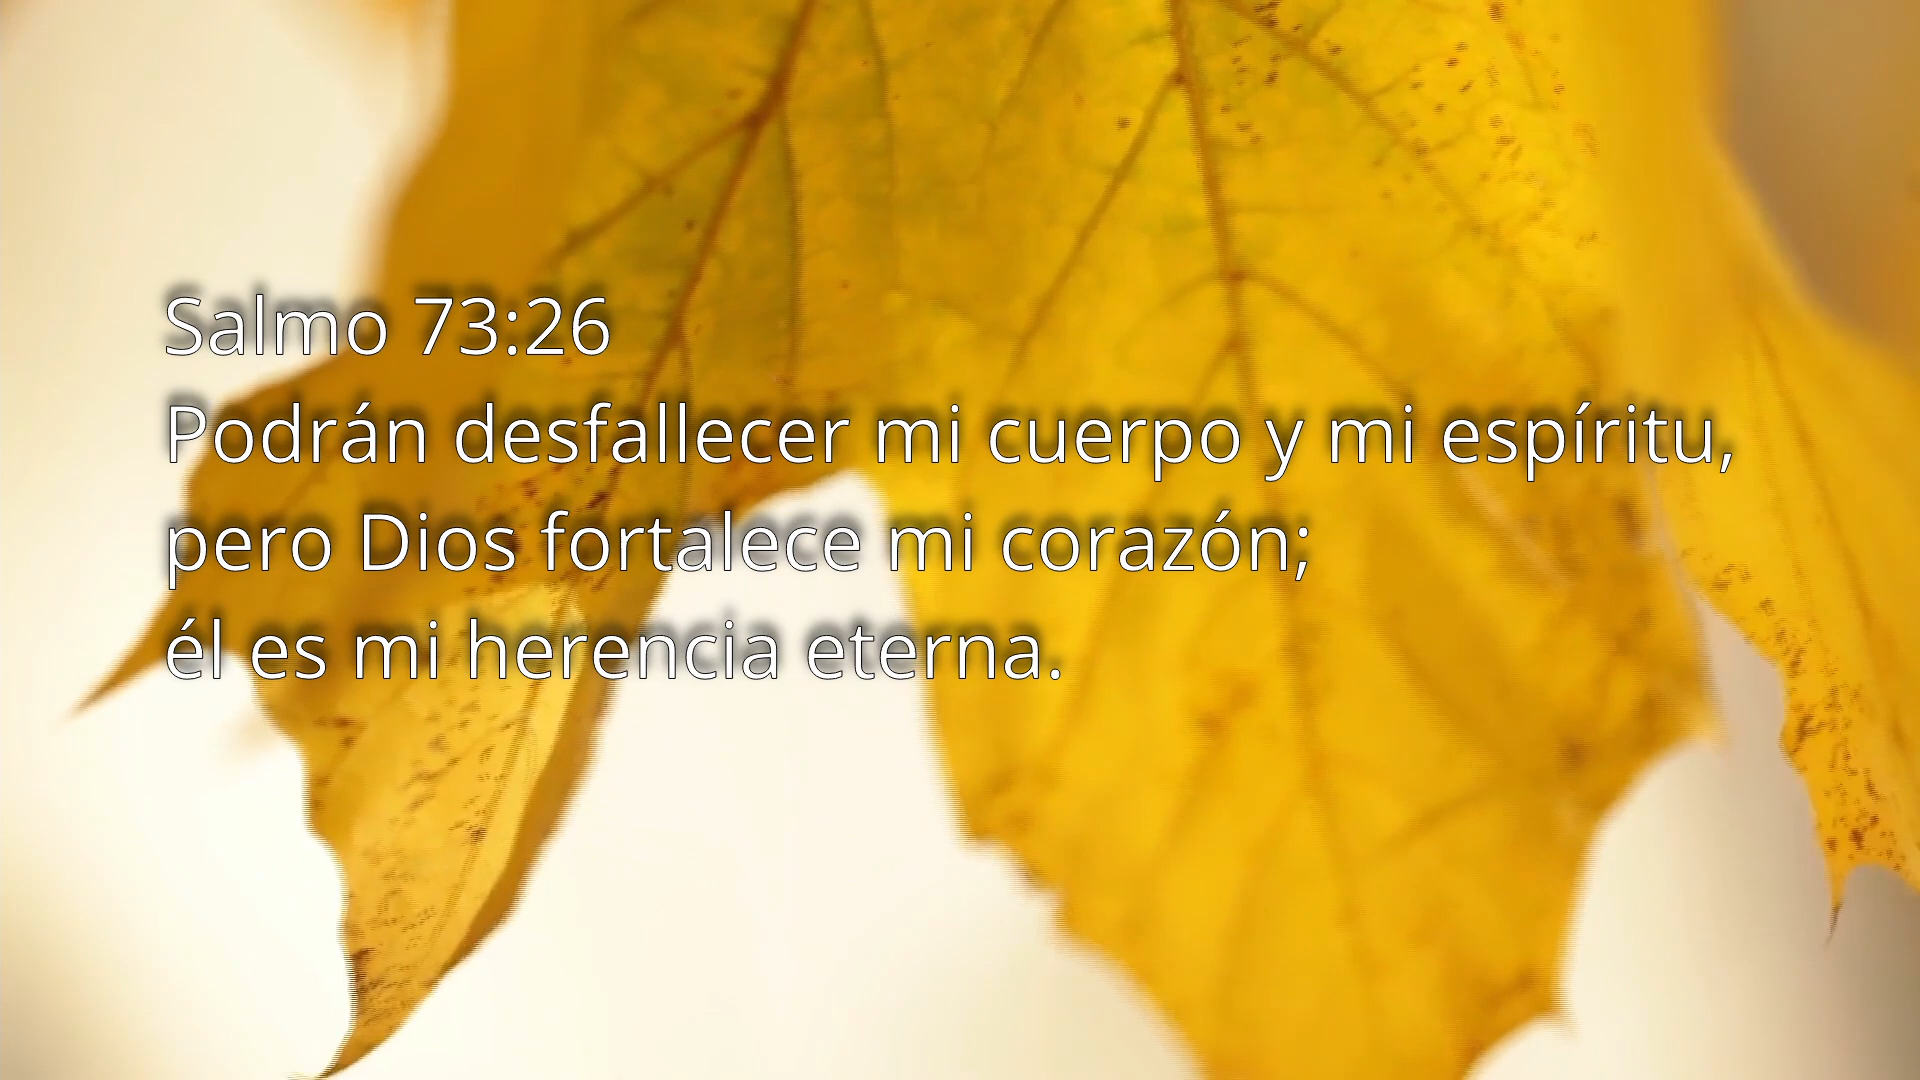 Salmo 73:26
Podrán desfallecer mi cuerpo y mi espíritu,
pero Dios fortalece mi corazón;
él es mi herencia eterna.